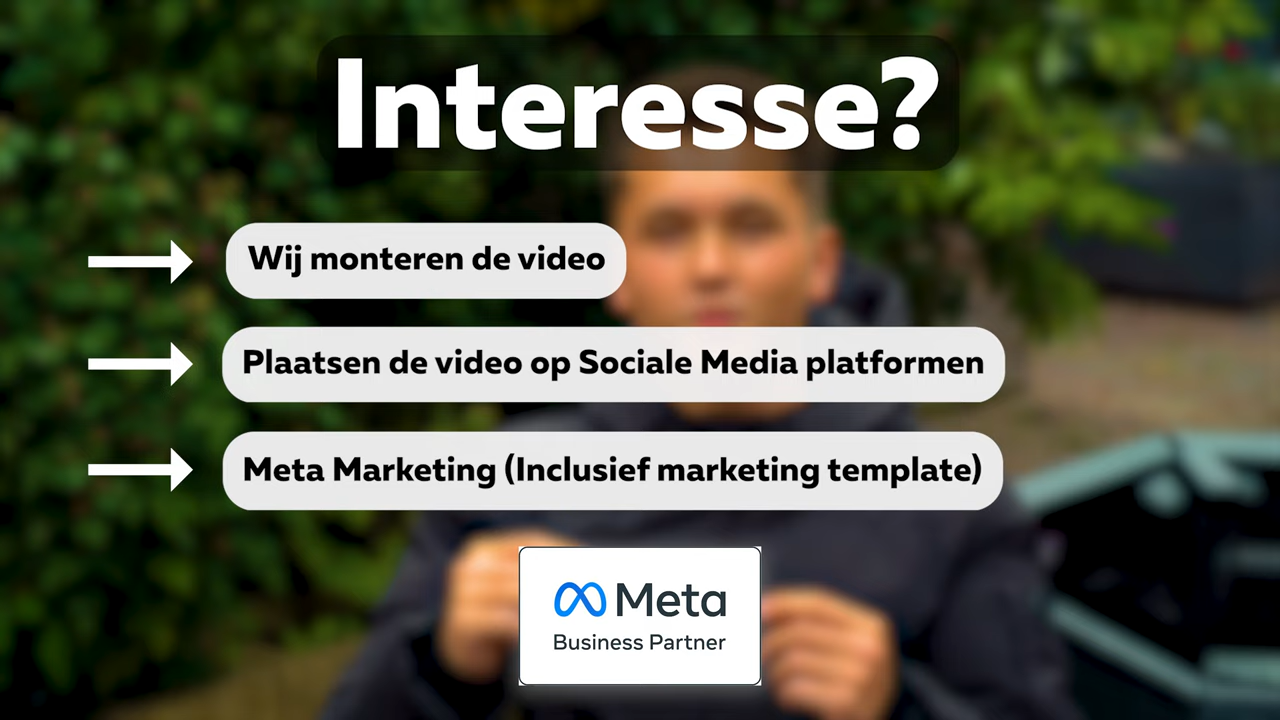 Interesse?
Wij monteren de video
Plaatsen de video op Sociale Media platformen
Meta Marketing (Inclusief marketing template)
Meta
Business Partner